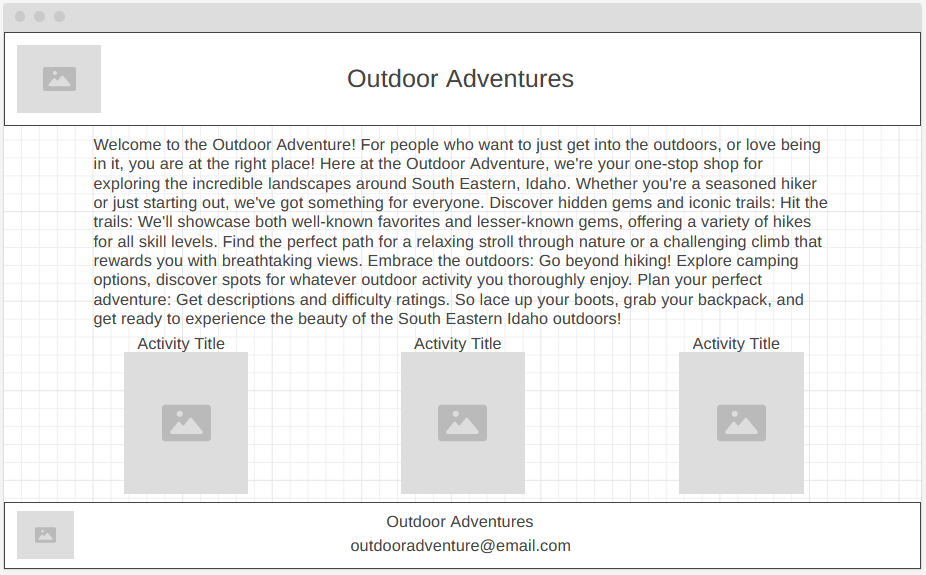 Outdoor Adventures
Welcome to the Outdoor Adventure! For people who want to just get into the outdoors, or love being
in it, you are at the right place! Here at the Outdoor Adventure, we're your one-stop shop for
exploring the incredible landscapes around South Eastern, Idaho. Whether you're a seasoned hiker
or just starting out, we've got something for everyone. Discover hidden gems and iconic trails: Hit the
trails: We'll showcase both well-known favorites and lesser-known gems, offering a variety of hikes
for all skill levels. Find the perfect path for a relaxing stroll through nature or a challenging climb that
rewards you with breathtaking views. Embrace the outdoors: Go beyond hiking! Explore camping
options, discover spots for whatever outdoor activity you thoroughly enjoy. Plan your perfect
adventure: Get descriptions and difficulty ratings. So lace up your boots, grab your backpack, and
get ready to experience the beauty of the South Eastern Idaho outdoors!
Activity Title
Activity Title
Activity Title
Outdoor Adventures
outdooradventure@email.com